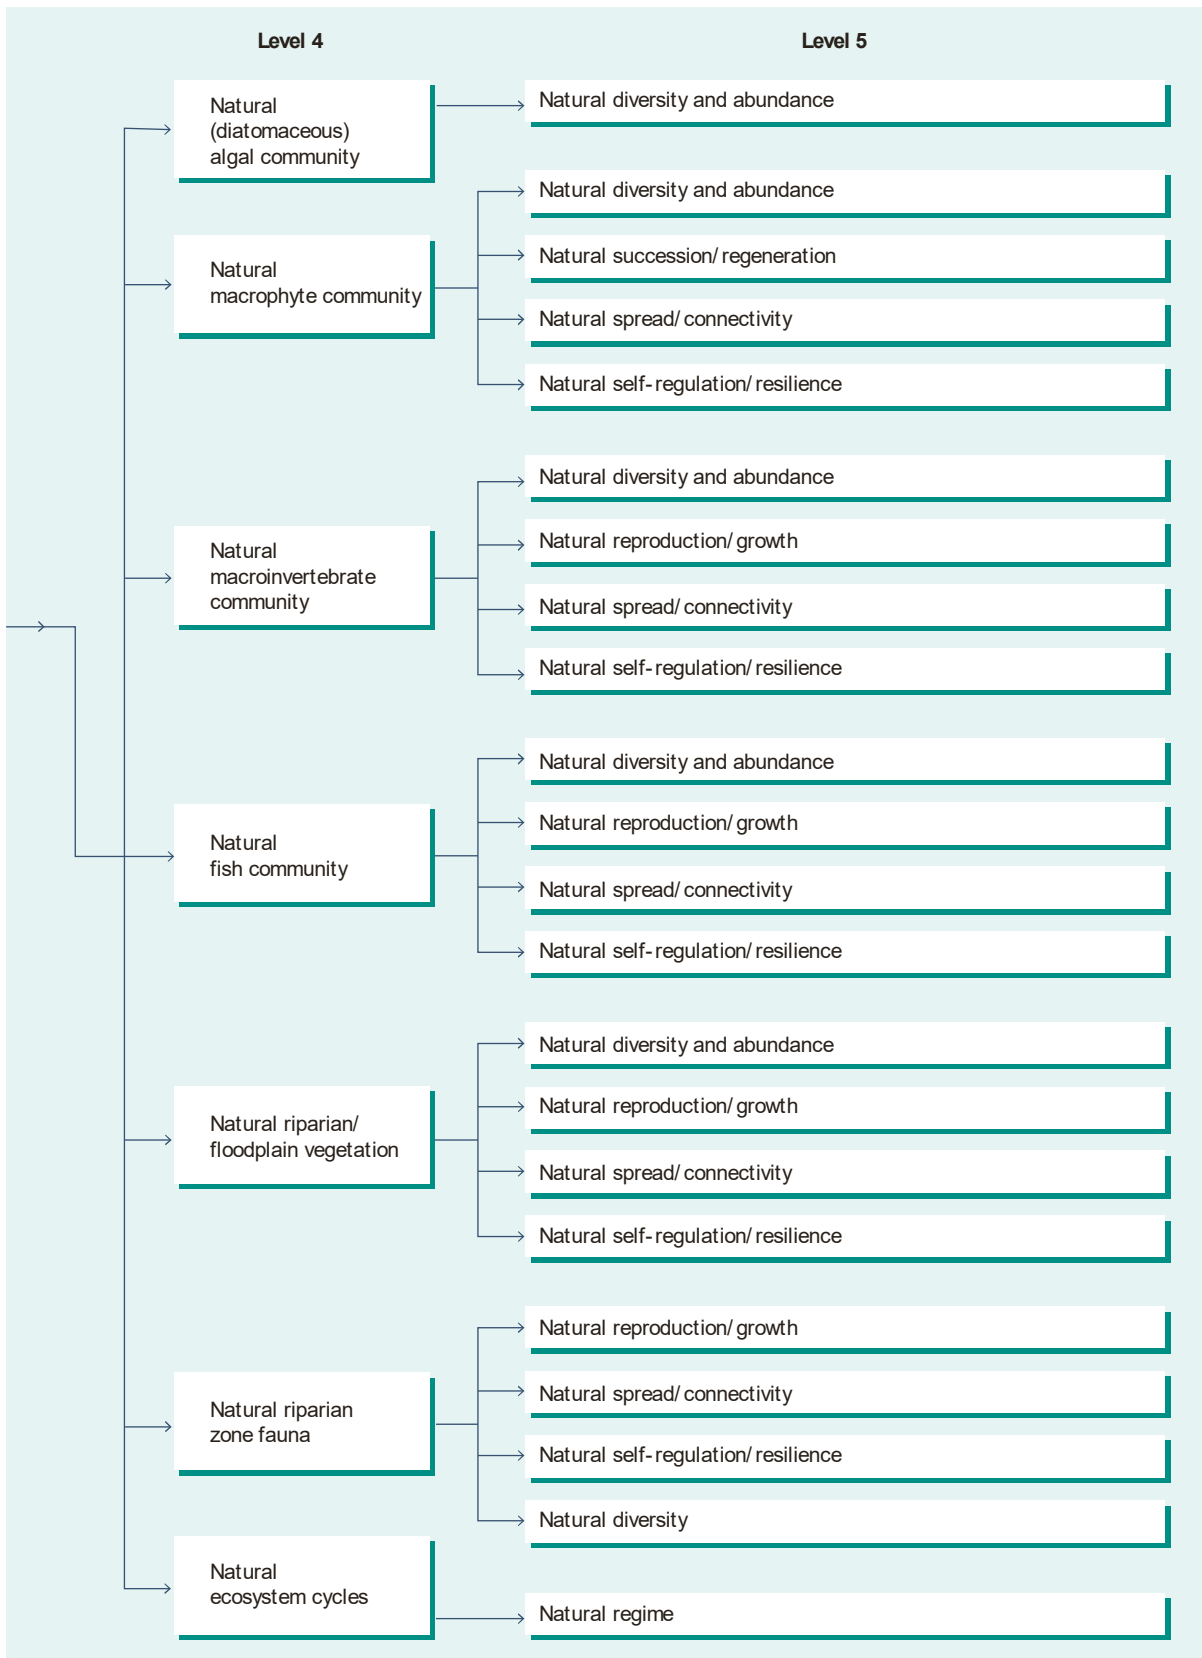 Level 4
Level 5
Natural
(diatomaceous)
algal community
Natural diversity and abundance
Natural
macrophyte community
Natural diversity and abundance
Natural succession/regeneration
Natural spread/connectivity
Natural self-regulation/resilience
Natural
macroinvertebrate
community
Natural diversity and abundance
Natural reproduction/growth
Natural spread/connectivity
Natural self-regulation/resilience
Natural
fish community
Natural diversity and abundance
Natural reproduction/growth
Natural spread/connectivity
Natural self-regulation/resilience
Natural riparian/
floodplain vegetation
Natural diversity and abundance
Natural reproduction/growth
Natural spread/connectivity
Natural self-regulation/resilience
Natural riparian
zone fauna
Natural reproduction/growth
Natural spread/connectivity
Natural self-regulation/resilience
Natural diversity
Natural
ecosystem cycles
Natural regime